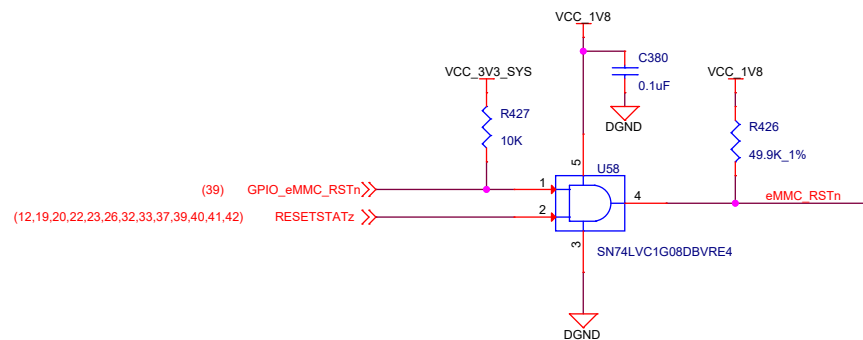 VCC_1V8
VCC_3V3_SYS
C380
0.1uF
DGND
VCC_1V8
R427
10K
R426
49.9K_1%
5
U58
(39)
GPIO_eMMC_RSTn
1
4
eMMC_RSTn
(12,19,20,22,23,26,32,33,37,39,40,41,42)
RESETSTATz
2
3
SN74LVC1G08DBVRE4
DGND